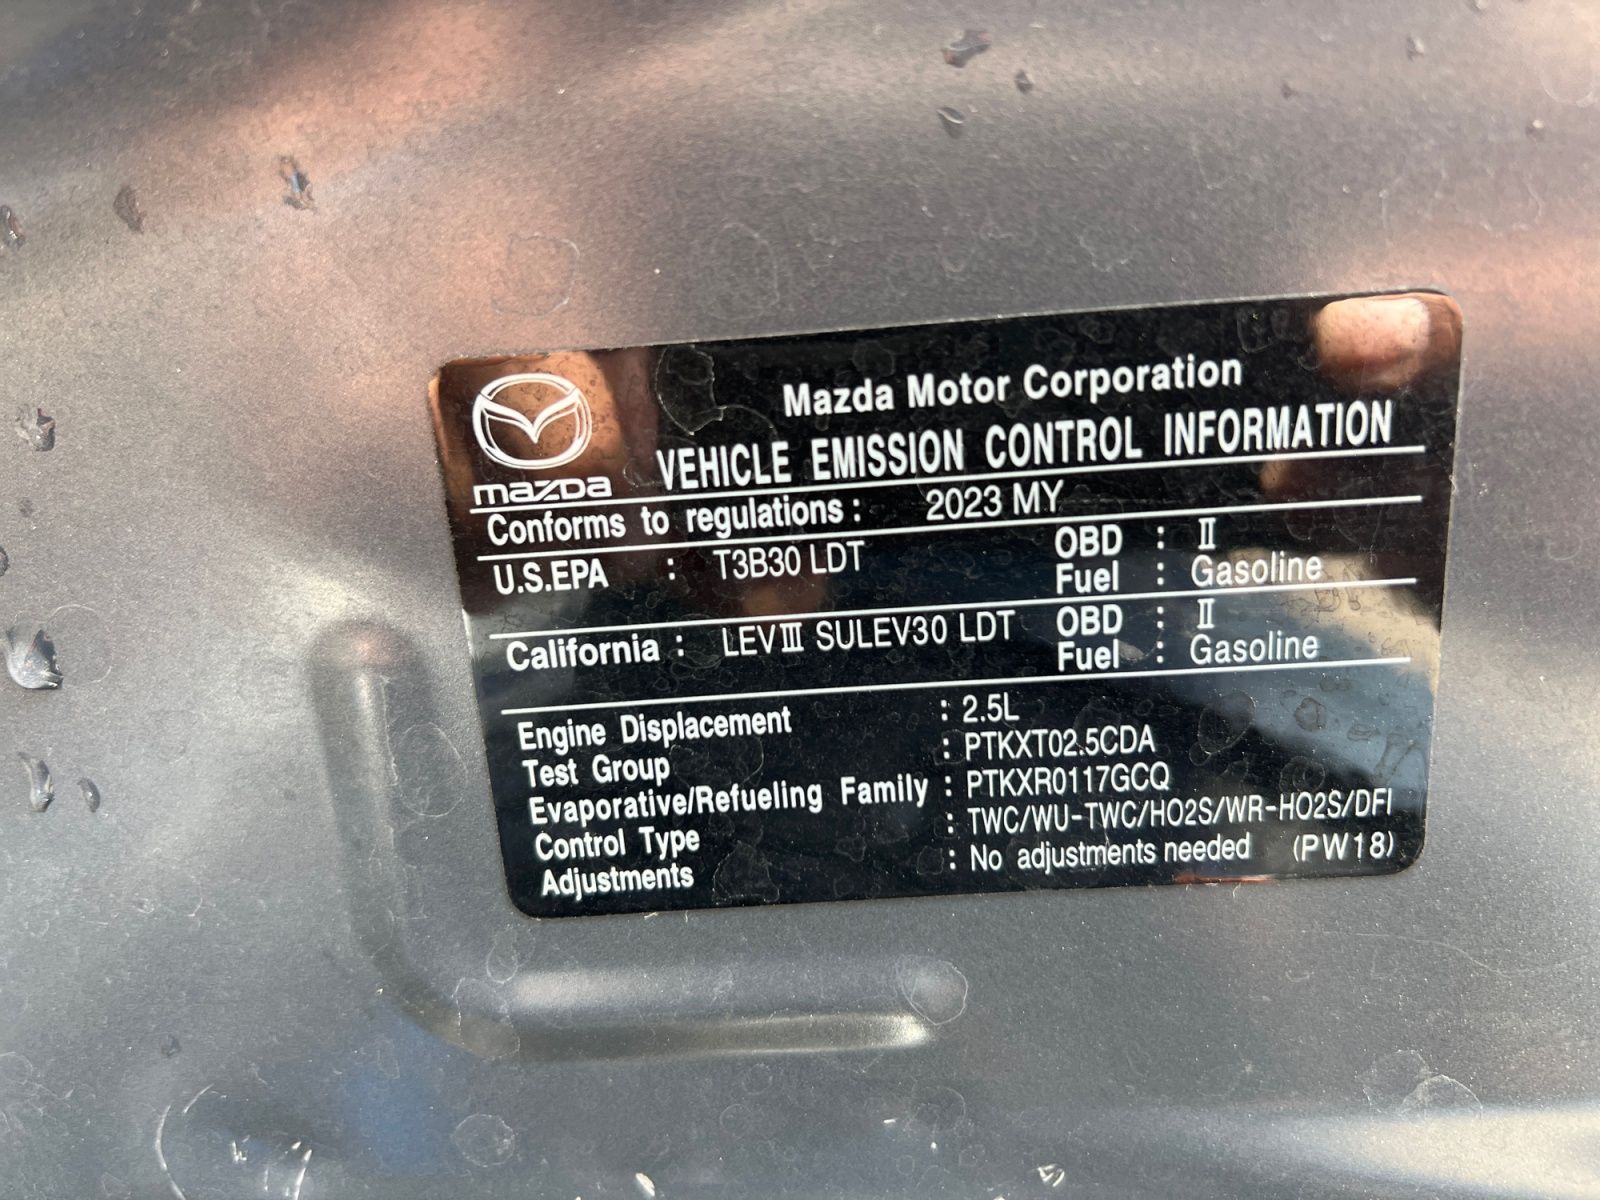 Mazda Motor Corporation
mazda VEHICLE EMISSION CONTROL INFORMATION
Conforms to regulations : 2023 MY
U.S.EPA : T3B30 LDT OBD : II
Fuel : Gasoline
California : LEVIII SULEV30 LDT OBD : II
Fuel : Gasoline
Engine Displacement : 2.5L
Test Group : PTKXT02.5CDA
Evaporative/Refueling Family : PTKXR0117GCQ
Control Type : TWC/WU-TWC/HO2S/WR-HO2S/DFI
Adjustments : No adjustments needed (PW18)